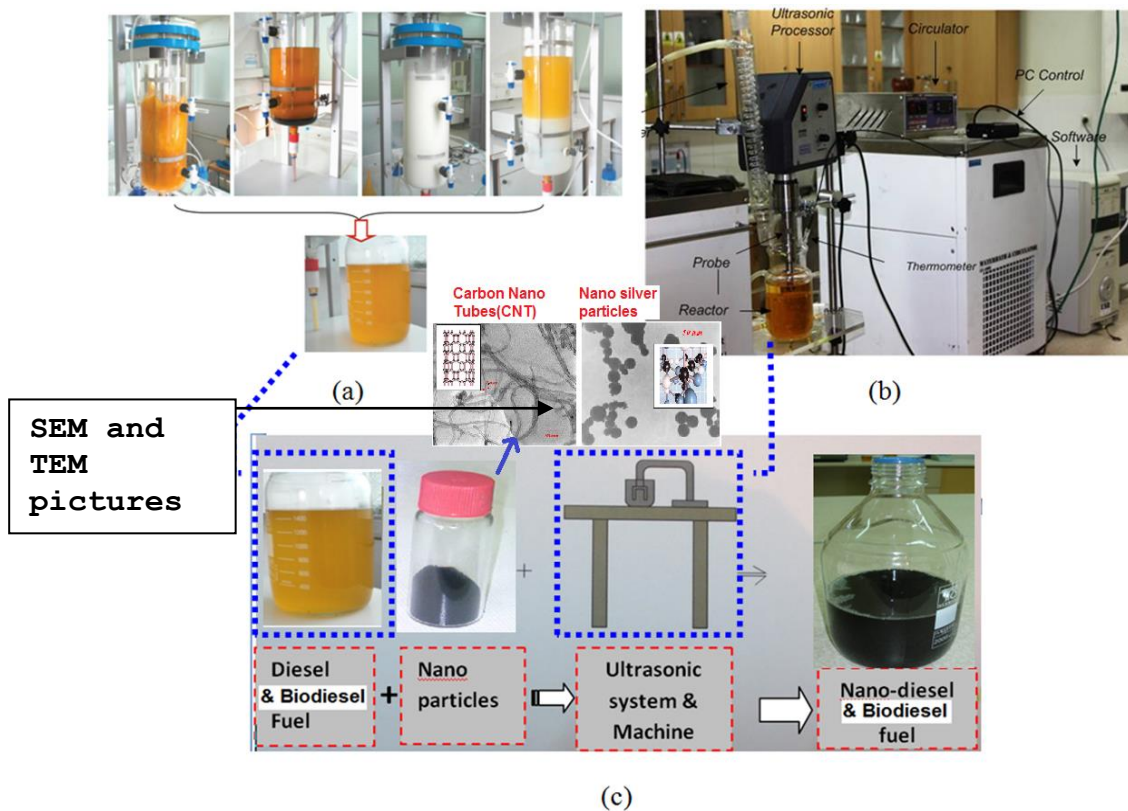 Ultrasonic
Processor
Circulator
PC Control
Software
Probe
Thermometer
Reactor
(a)
(b)
Carbon Nano
Tubes(CNT)
Nano silver
particles
SEM and
TEM
pictures
+
Diesel
& Biodiesel
Fuel
+
Nano
particles
Ultrasonic
system &
Machine
Nano-diesel
& Biodiesel
fuel
(c)